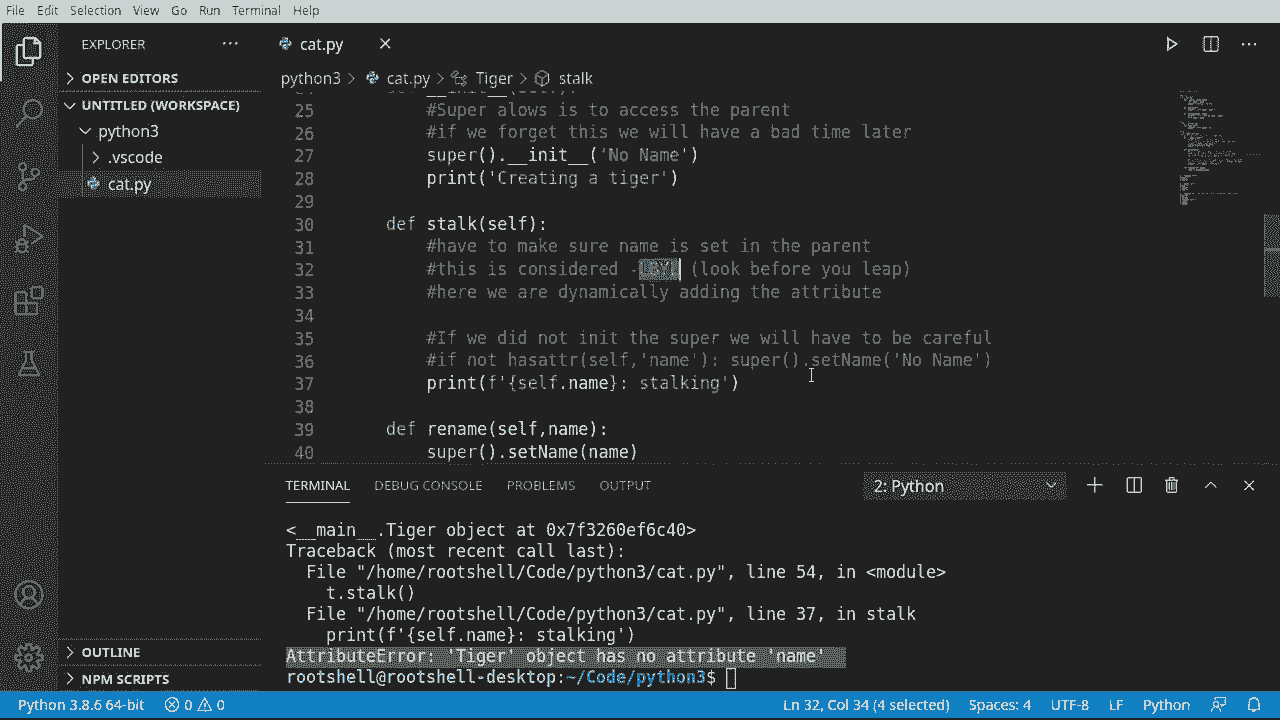 File Edit Selection View Go Run Terminal Help
EXPLORER
cat.py
OPEN EDITORS
python3 > cat.py > Tiger > stalk
UNTITLED (WORKSPACE)
python3
.vscode
cat.py
25 #Super alows is to access the parent
26 #if we forget this we will have a bad time later
27 super().__init__('No Name')
28 print('Creating a tiger')
29
30 def stalk(self):
31 #have to make sure name is set in the parent
32 #this is considered (look before you leap)
33 #here we are dynamically adding the attribute
34
35 #If we did not init the super we will have to be careful
36 #if not hasattr(self,'name'): super().setName('No Name')
37 print(f'{self.name}: stalking')
38
39 def rename(self,name):
40 super().setName(name)
TERMINAL DEBUG CONSOLE PROBLEMS OUTPUT 2: Python
<__main__.Tiger object at 0x7f3260ef6c40>
Traceback (most recent call last):
File "/home/rootshell/Code/python3/cat.py", line 54, in <module>
t.stalk()
File "/home/rootshell/Code/python3/cat.py", line 37, in stalk
print(f'{self.name}: stalking')
AttributeError: 'Tiger' object has no attribute 'name'
rootshell@rootshell-desktop:~/Code/python3$
OUTLINE
NPM SCRIPTS
Python 3.8.6 64-bit 0 0 Ln 32, Col 34 (4 selected) Spaces: 4 UTF-8 LF Python